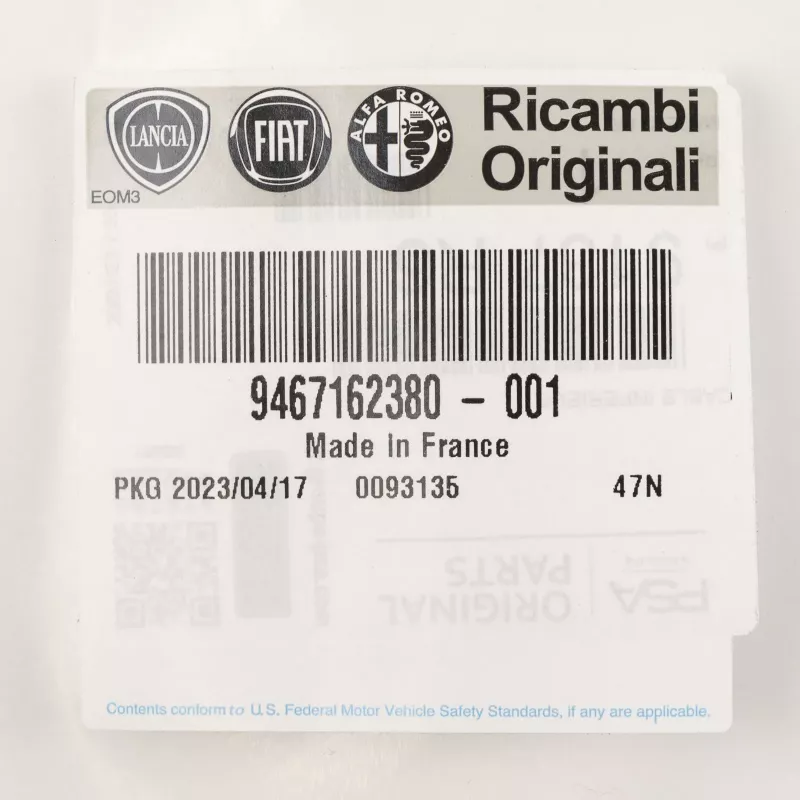 LANCIA
FIAT
ALFA ROMEO
Ricambi
Originali
EOM3
9467162380 - 001
Made in France
PKG 2023/04/17 0093135 47N
PSA
ORIGINAL
PARTS
Contents conform to U.S. Federal Motor Vehicle Safety Standards, if any are applicable.